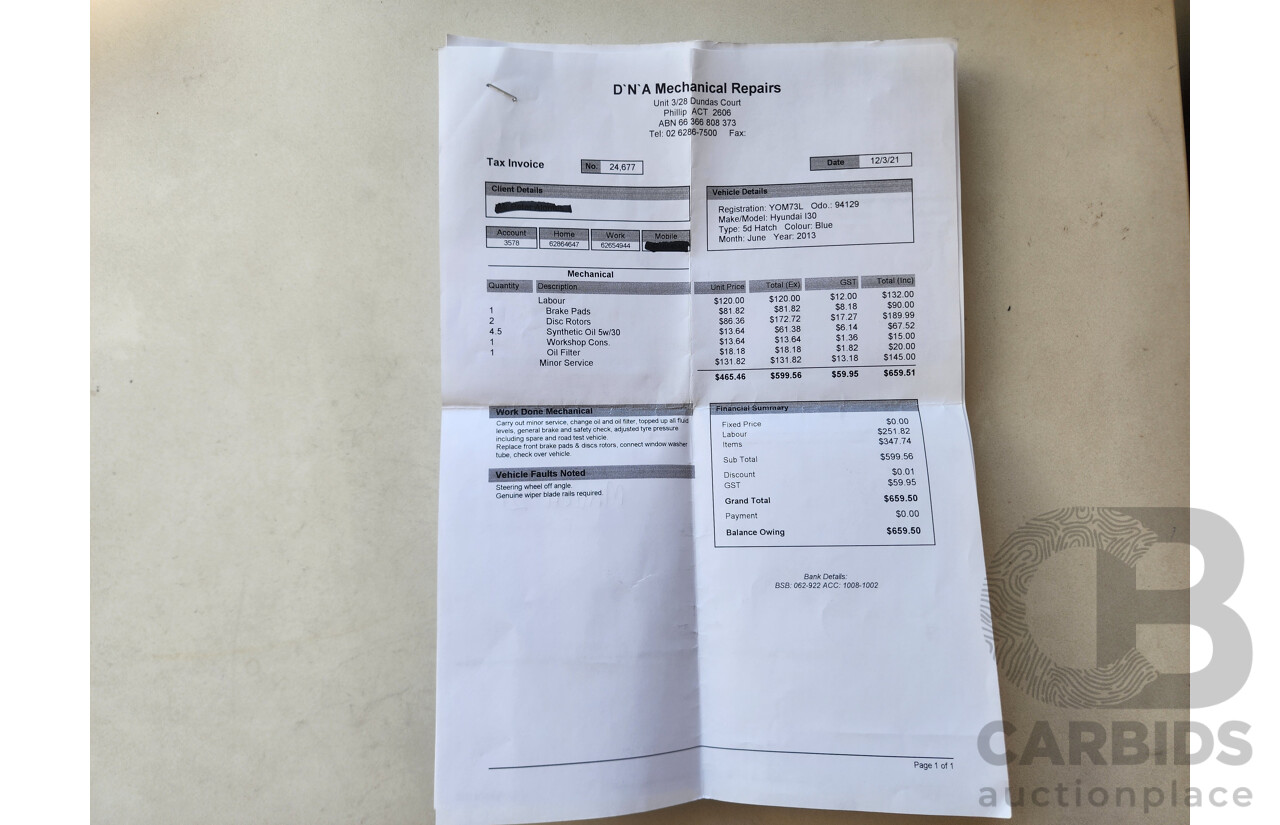 D`N`A Mechanical Repairs
Unit 3/28 Dundas Court
Phillip ACT 2606
ABN 66 366 808 373
Tel: 02 6286-7500 Fax:
Tax Invoice No. 24,677 Date 12/3/21
Client Details
Vehicle Details
Registration: YOM73L Odo.: 94129
Make/Model: Hyundai I30
Type: 5d Hatch Colour: Blue
Month: June Year: 2013
Account Home Work Mobile
3578 62864647 62654944
Mechanical
Quantity Description Unit Price Total (Ex) GST Total (Inc)
Labour $120.00 $120.00 $12.00 $132.00
1 Brake Pads $81.82 $81.82 $8.18 $90.00
2 Disc Rotors $86.36 $172.72 $17.27 $189.99
4.5 Synthetic Oil 5w/30 $13.64 $61.38 $6.14 $67.52
1 Workshop Cons. $13.64 $13.64 $1.36 $15.00
1 Oil Filter $18.18 $18.18 $1.82 $20.00
Minor Service $131.82 $131.82 $13.18 $145.00
$465.46 $599.56 $59.95 $659.51
Work Done Mechanical
Carry out minor service, change oil and oil filter, topped up all fluid
levels, general brake and safety check, adjusted tyre pressure
including spare and road test vehicle.
Replace front brake pads & discs rotors, connect window washer
tube, check over vehicle.
Vehicle Faults Noted
Steering wheel off angle.
Genuine wiper blade rails required.
Financial Summary
Fixed Price $0.00
Labour $251.82
Items $347.74
Sub Total $599.56
Discount $0.01
GST $59.95
Grand Total $659.50
Payment $0.00
Balance Owing $659.50
Bank Details:
BSB: 062-922 ACC: 1008-1002
Page 1 of 1
CB
CARBIDS
auctionplace